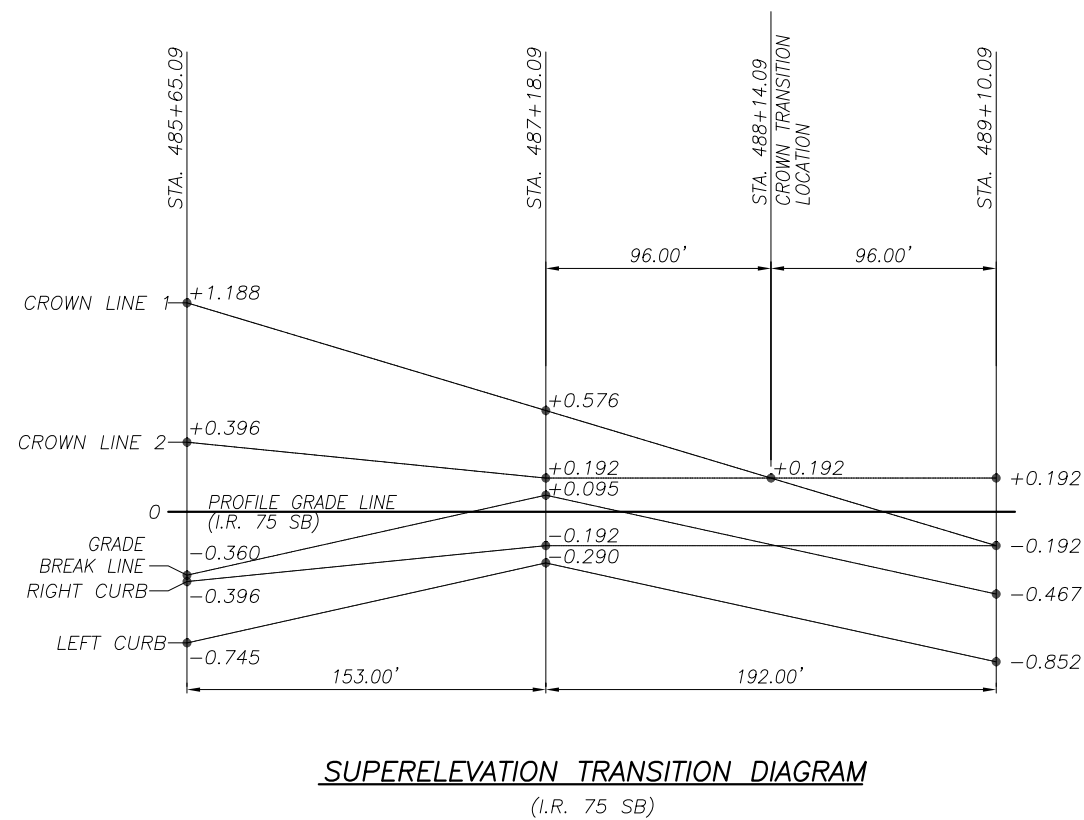 STA. 485+65.09
STA. 487+18.09
STA. 488+14.09
CROWN TRANSITION
LOCATION
STA. 489+10.09
96.00'
96.00'
CROWN LINE 1
+1.188
+0.576
CROWN LINE 2
+0.396
+0.192
+0.192
+0.192
+0.095
PROFILE GRADE LINE
(I.R. 75 SB)
0
GRADE
BREAK LINE
-0.360
-0.192
-0.192
-0.290
RIGHT CURB
-0.396
-0.467
LEFT CURB
-0.745
-0.852
153.00'
192.00'
SUPERELEVATION TRANSITION DIAGRAM
(I.R. 75 SB)